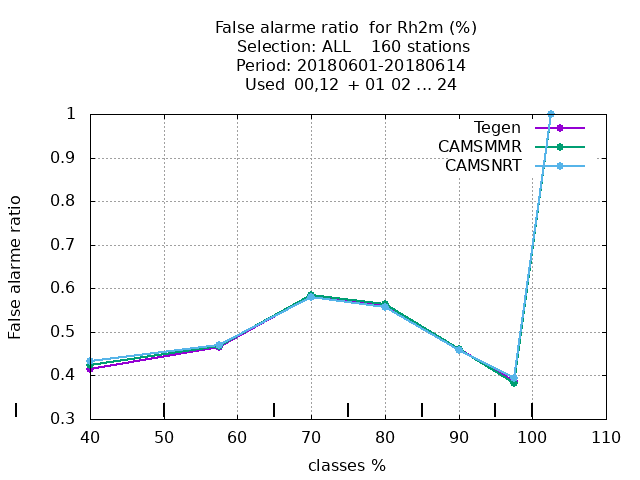 False alarme ratio  for Rh2m (%)
Selection: ALL    160 stations
Period: 20180601-20180614
Used  00,12  + 01 02 ... 24
Tegen
CAMSMMR
CAMSNRT
False alarme ratio
1
0.9
0.8
0.7
0.6
0.5
0.4
0.3
40 50 60 70 80 90 100 110
classes %